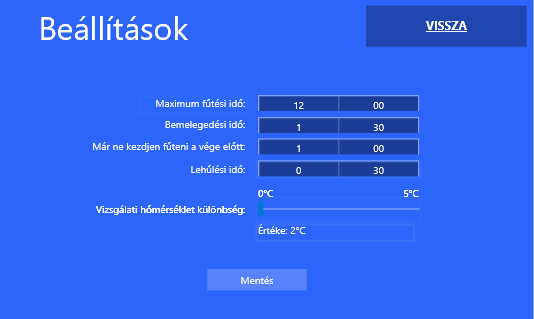 Beállítások
VISSZA
Maximum fűtési idő: 12 00
Bemelegedési idő: 1 30
Már ne kezdjen fűteni a vége előtt: 1 00
Lehűlési idő: 0 30
0°C 5°C
Vizsgálati hőmérséklet különbség:
Értéke: 2°C
Mentés